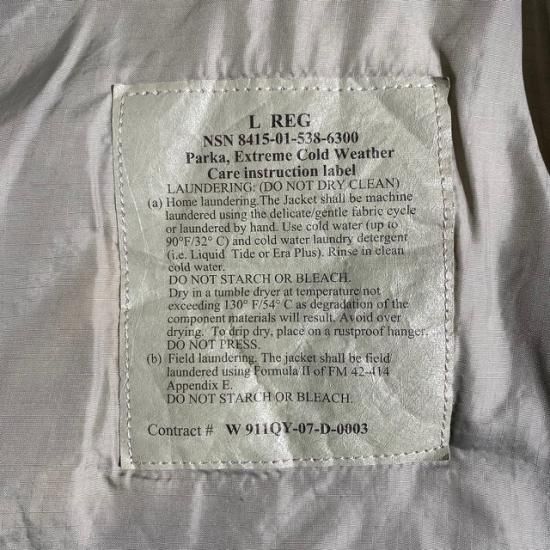 L REG
NSN 8415-01-538-6300
Parka, Extreme Cold Weather
Care instruction label
LAUNDERING: (DO NOT DRY CLEAN)
(a) Home laundering.The Jacket shall be machine
laundered using the delicate/gentle fabric cycle
or laundered by hand. Use cold water (up to
90°F/32° C) and cold water laundry detergent
(i.e. Liquid Tide or Era Plus). Rinse in clean
cold water.
DO NOT STARCH OR BLEACH.
Dry in a tumble dryer at temperature not
exceeding 130° F/54° C as degradation of the
component materials will result. Avoid over
drying. To drip dry, place on a rustproof hanger.
DO NOT PRESS.
(b) Field laundering. The jacket shall be field
laundered using Formula II of FM 42-414
Appendix E.
DO NOT STARCH OR BLEACH.
Contract # W 911QY-07-D-0003